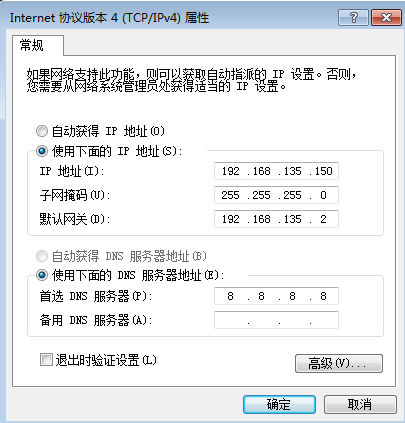 Internet 协议版本 4 (TCP/IPv4) 属性
常规
如果网络支持此功能，则可以获取自动指派的 IP 设置。否则，
您需要从网络系统管理员处获得适当的 IP 设置。
自动获得 IP 地址(O)
使用下面的 IP 地址(S):
IP 地址(I): 192 .168 .135 .150
子网掩码(U): 255 .255 .255 . 0
默认网关(D): 192 .168 .135 . 2
自动获得 DNS 服务器地址(B)
使用下面的 DNS 服务器地址(E):
首选 DNS 服务器(P): 8 . 8 . 8 . 8
备用 DNS 服务器(A): . . .
退出时验证设置(L)
高级(V)...
确定 取消